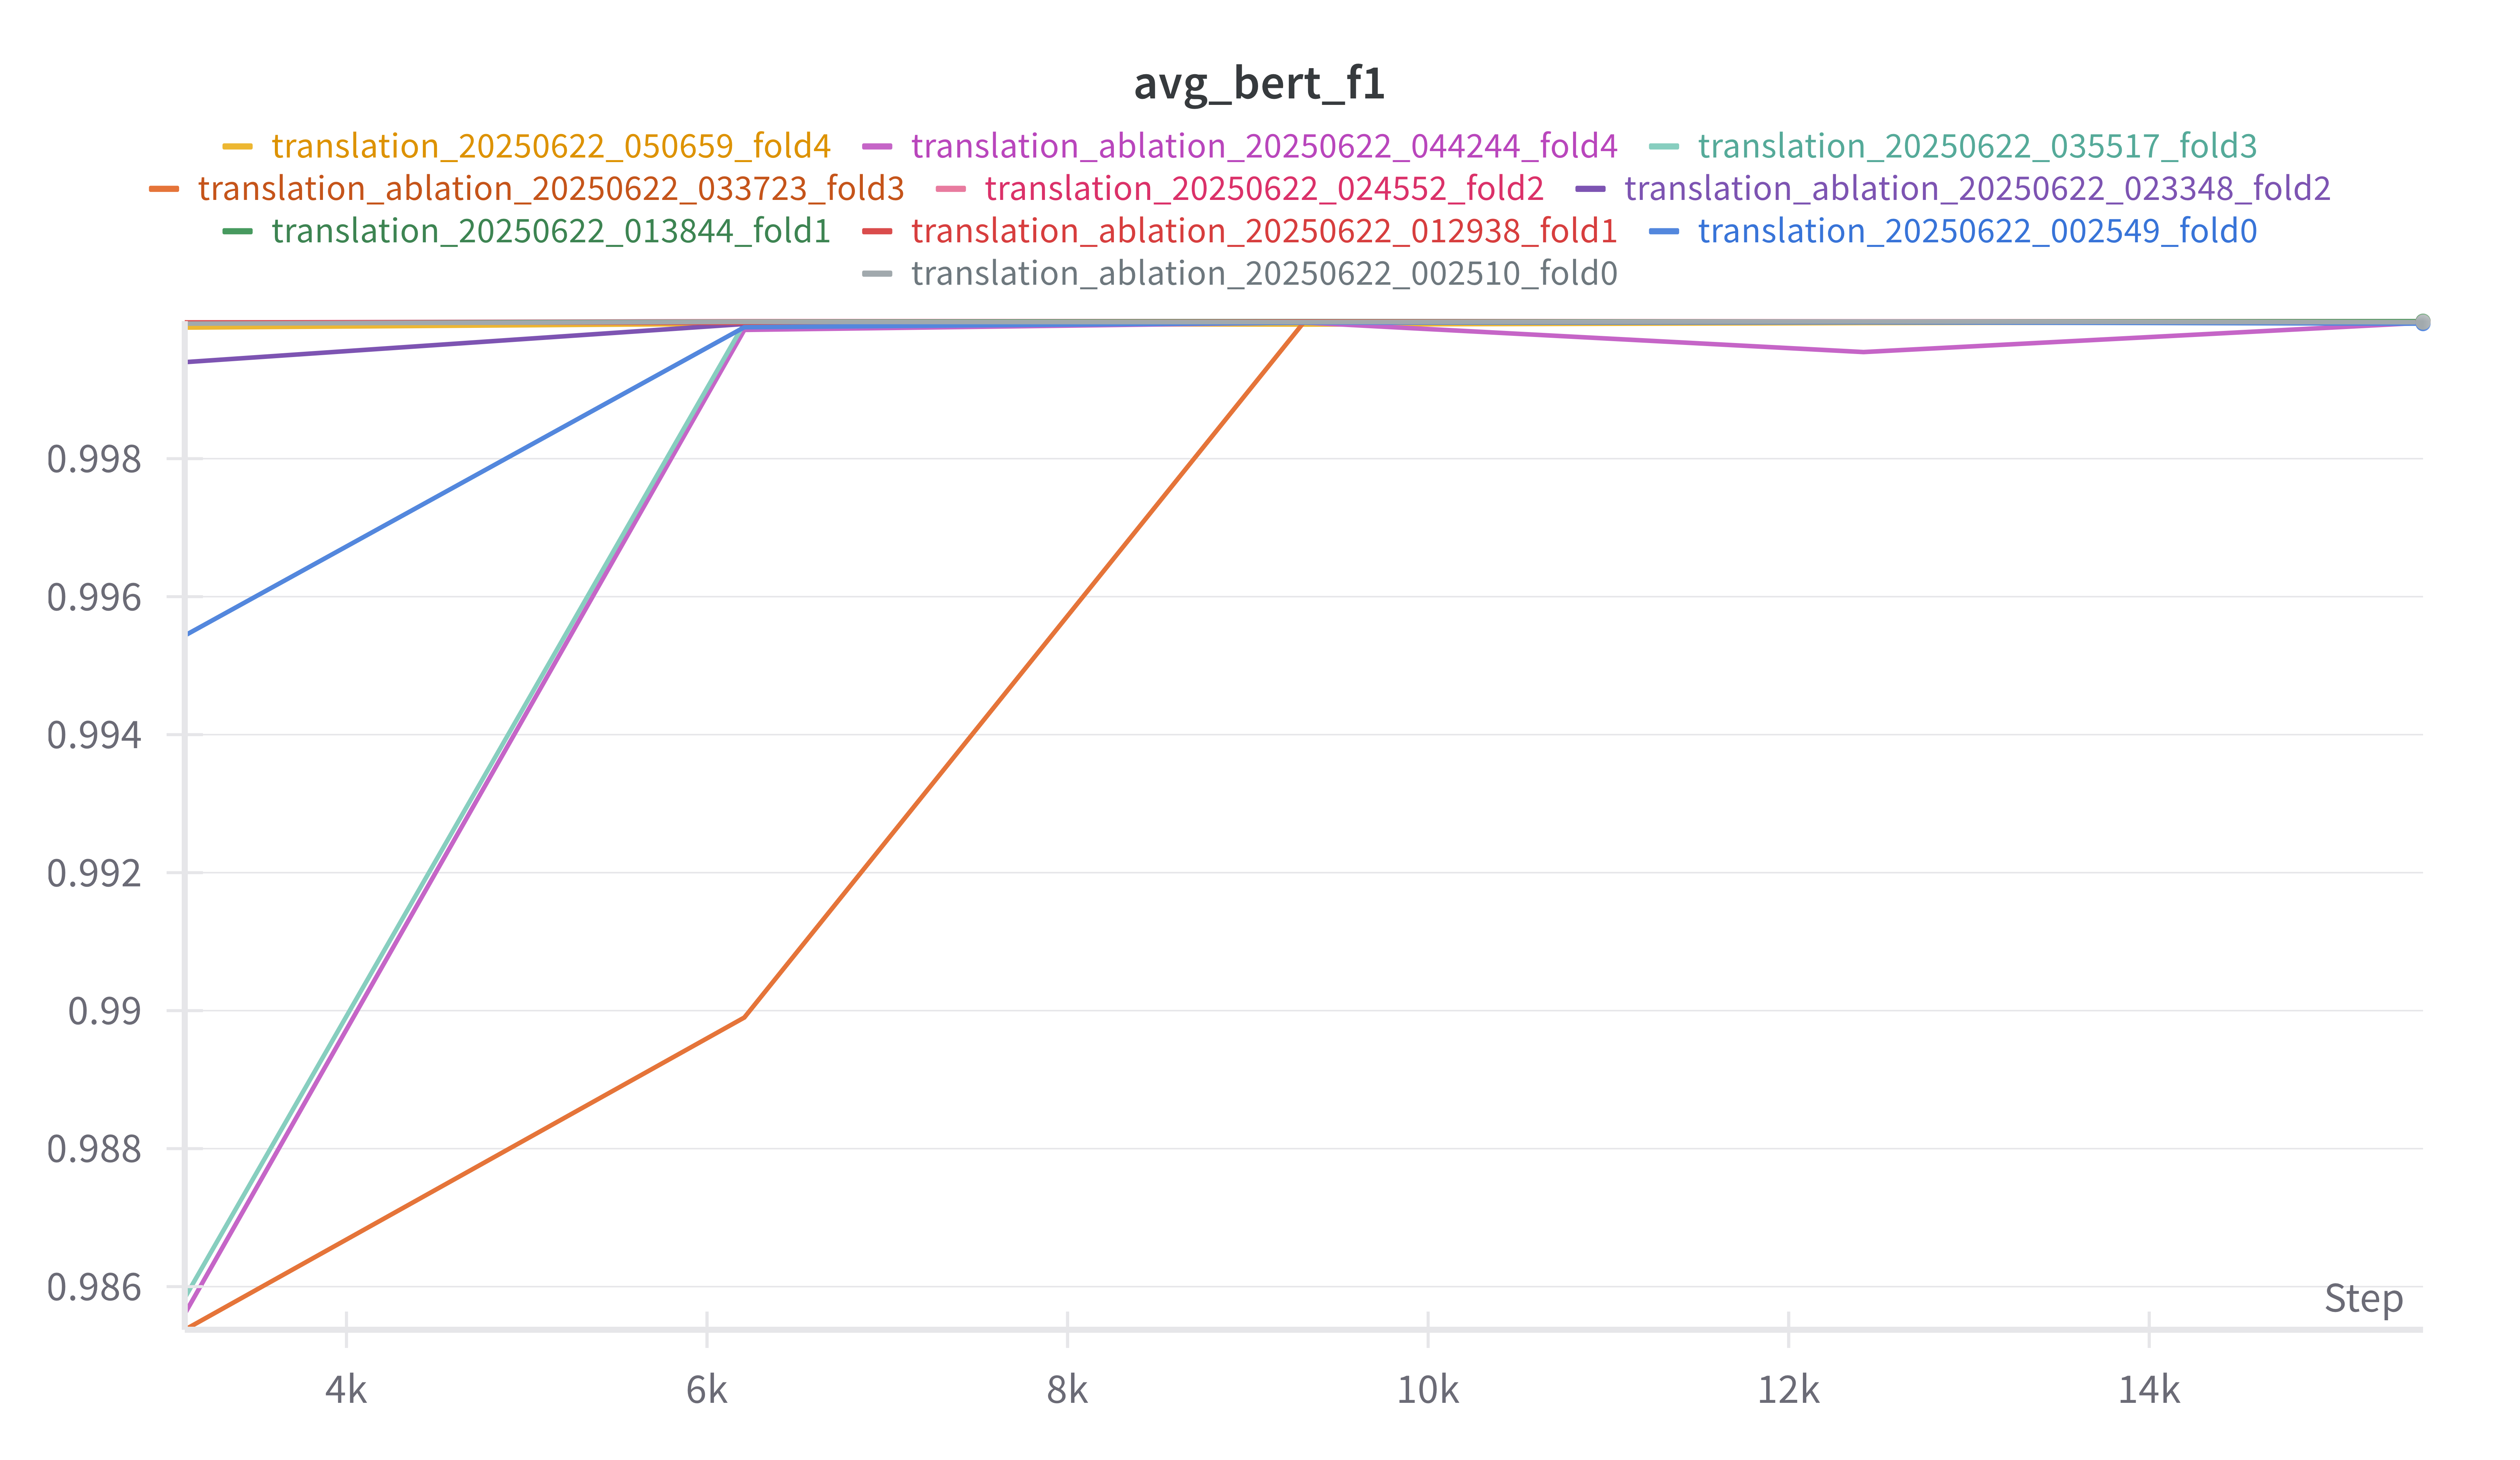 avg_bert_f1
translation_20250622_050659_fold4 translation_ablation_20250622_044244_fold4 translation_20250622_035517_fold3
translation_ablation_20250622_033723_fold3 translation_20250622_024552_fold2 translation_ablation_20250622_023348_fold2
translation_20250622_013844_fold1 translation_ablation_20250622_012938_fold1 translation_20250622_002549_fold0
translation_ablation_20250622_002510_fold0
0.998
0.996
0.994
0.992
0.99
0.988
0.986
Step
4k 6k 8k 10k 12k 14k